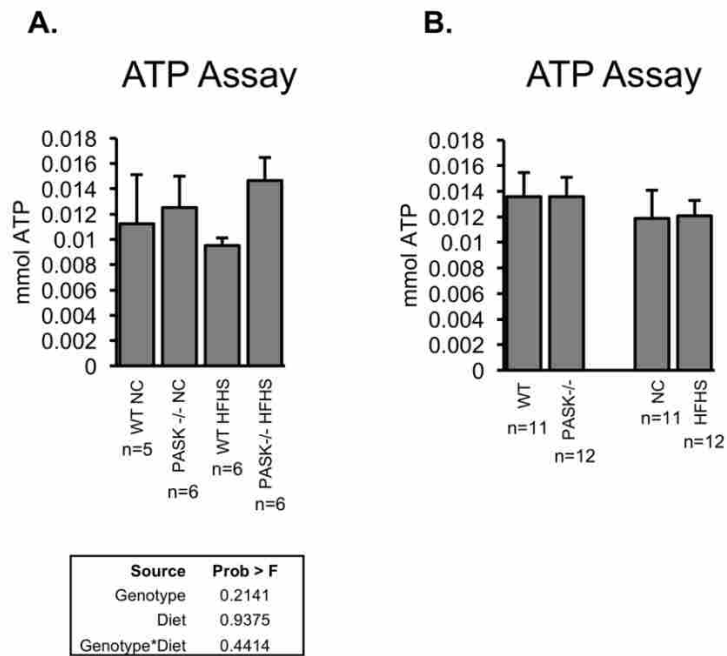 A.
ATP Assay
0.018
0.016
0.014
0.012
0.01
0.008
0.006
0.004
0.002
0
mmol ATP
WT NC
n=5
PASK -/- NC
n=6
WT HFHS
n=6
PASK-/- HFHS
n=6
Source Prob > F
Genotype 0.2141
Diet 0.9375
Genotype*Diet 0.4414
B.
ATP Assay
0.018
0.016
0.014
0.012
0.01
0.008
0.006
0.004
0.002
0
mmol ATP
WT
n=11
PASK-/-
n=12
NC
n=11
HFHS
n=12